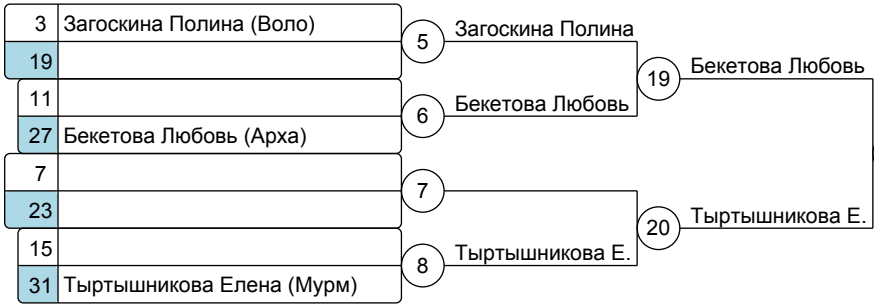 3 Загоскина Полина (Воло)
19
11
27 Бекетова Любовь (Арха)
7
23
15
31 Тыртышникова Елена (Мурм)
5 Загоскина Полина
6 Бекетова Любовь
7
8 Тыртышникова Е.
19 Бекетова Любовь
20 Тыртышникова Е.